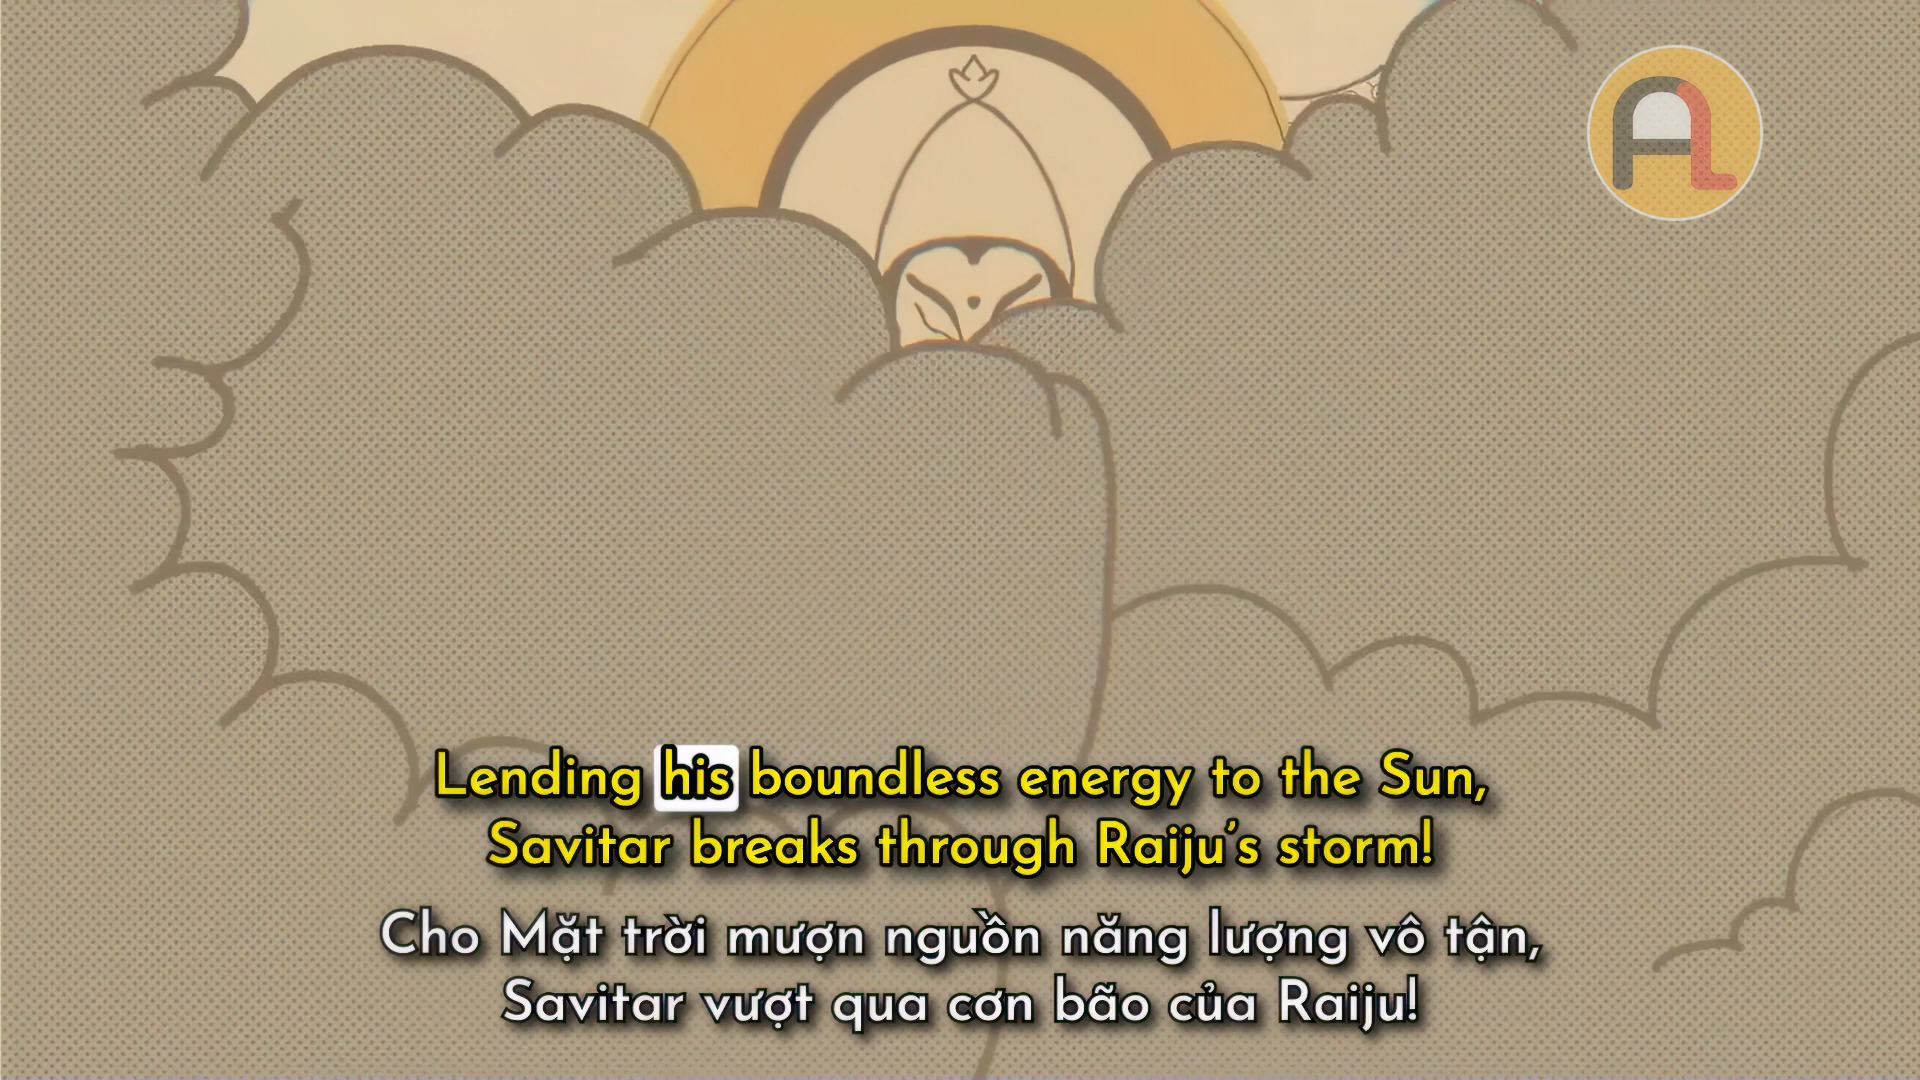 Lending his boundless energy to the Sun,
Savitar breaks through Raiju’s storm!
Cho Mặt trời mượn nguồn năng lượng vô tận,
Savitar vượt qua cơn bão của Raiju!